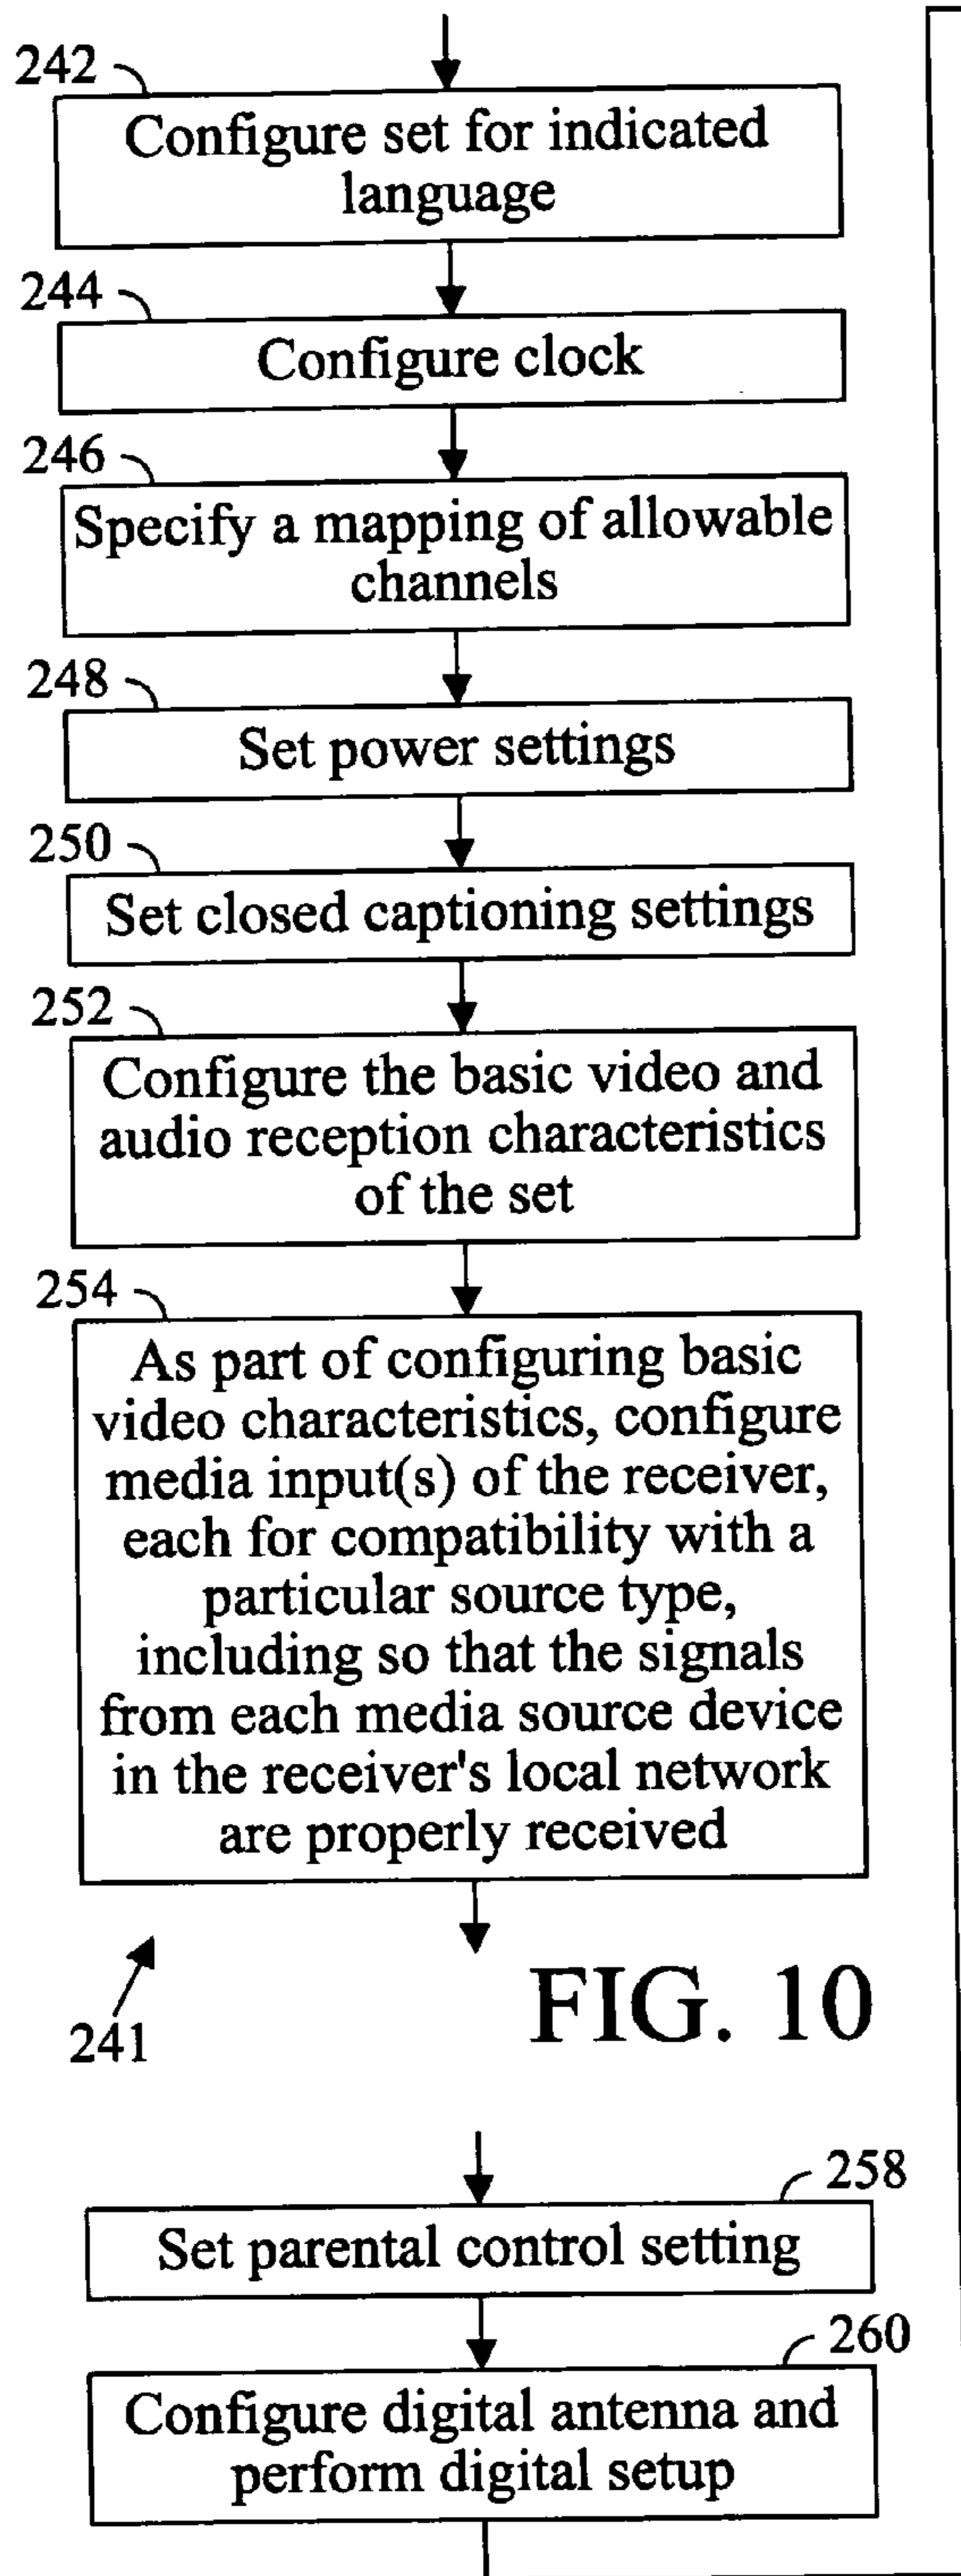 242
Configure set for indicated
language
244
Configure clock
246
Specify a mapping of allowable
channels
248
Set power settings
250
Set closed captioning settings
252
Configure the basic video and
audio reception characteristics
of the set
254
As part of configuring basic
video characteristics, configure
media input(s) of the receiver,
each for compatibility with a
particular source type,
including so that the signals
from each media source device
in the receiver's local network
are properly received
241
FIG. 10
258
Set parental control setting
260
Configure digital antenna and
perform digital setup